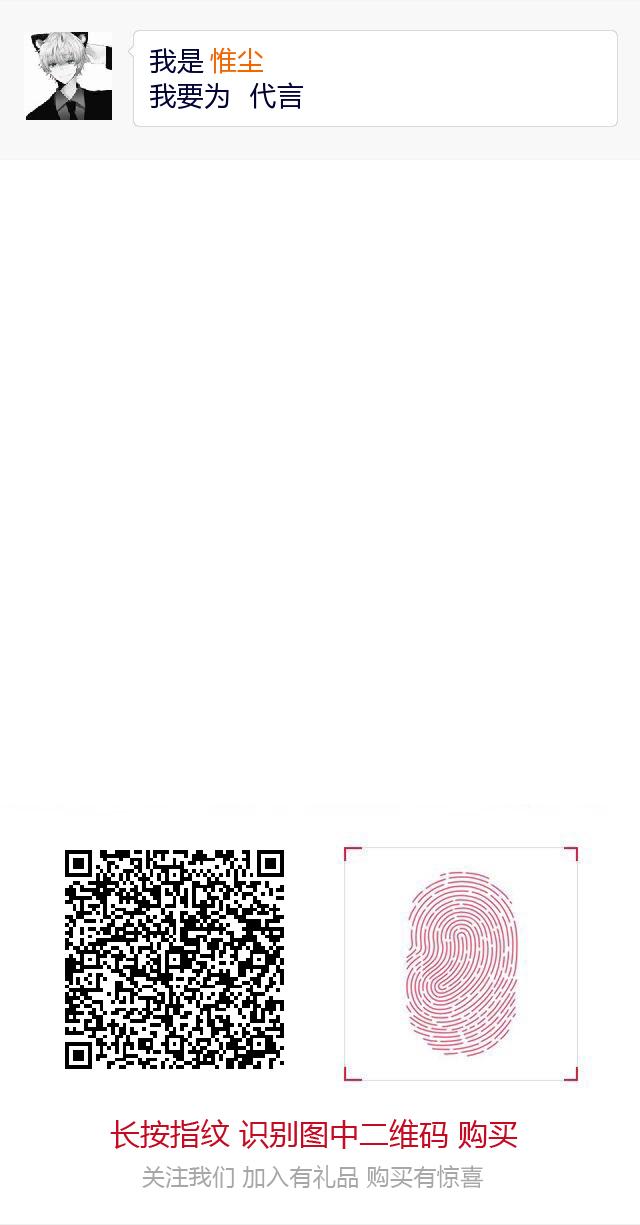 我是 惟尘
我要为 代言
长按指纹 识别图中二维码 购买
关注我们 加入有礼品 购买有惊喜